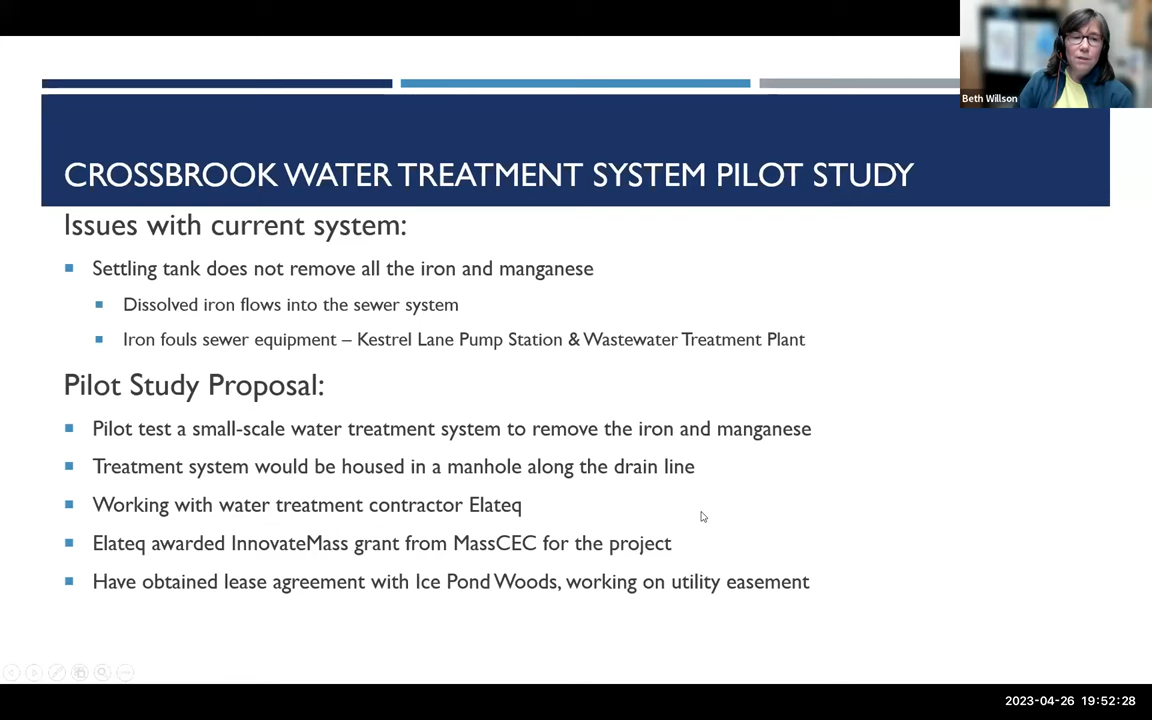 Beth Willson
CROSSBROOK WATER TREATMENT SYSTEM PILOT STUDY
Issues with current system:
Settling tank does not remove all the iron and manganese
Dissolved iron flows into the sewer system
Iron fouls sewer equipment – Kestrel Lane Pump Station & Wastewater Treatment Plant
Pilot Study Proposal:
Pilot test a small-scale water treatment system to remove the iron and manganese
Treatment system would be housed in a manhole along the drain line
Working with water treatment contractor Elateq
Elateq awarded InnovateMass grant from MassCEC for the project
Have obtained lease agreement with Ice Pond Woods, working on utility easement
2023-04-26 19:52:28